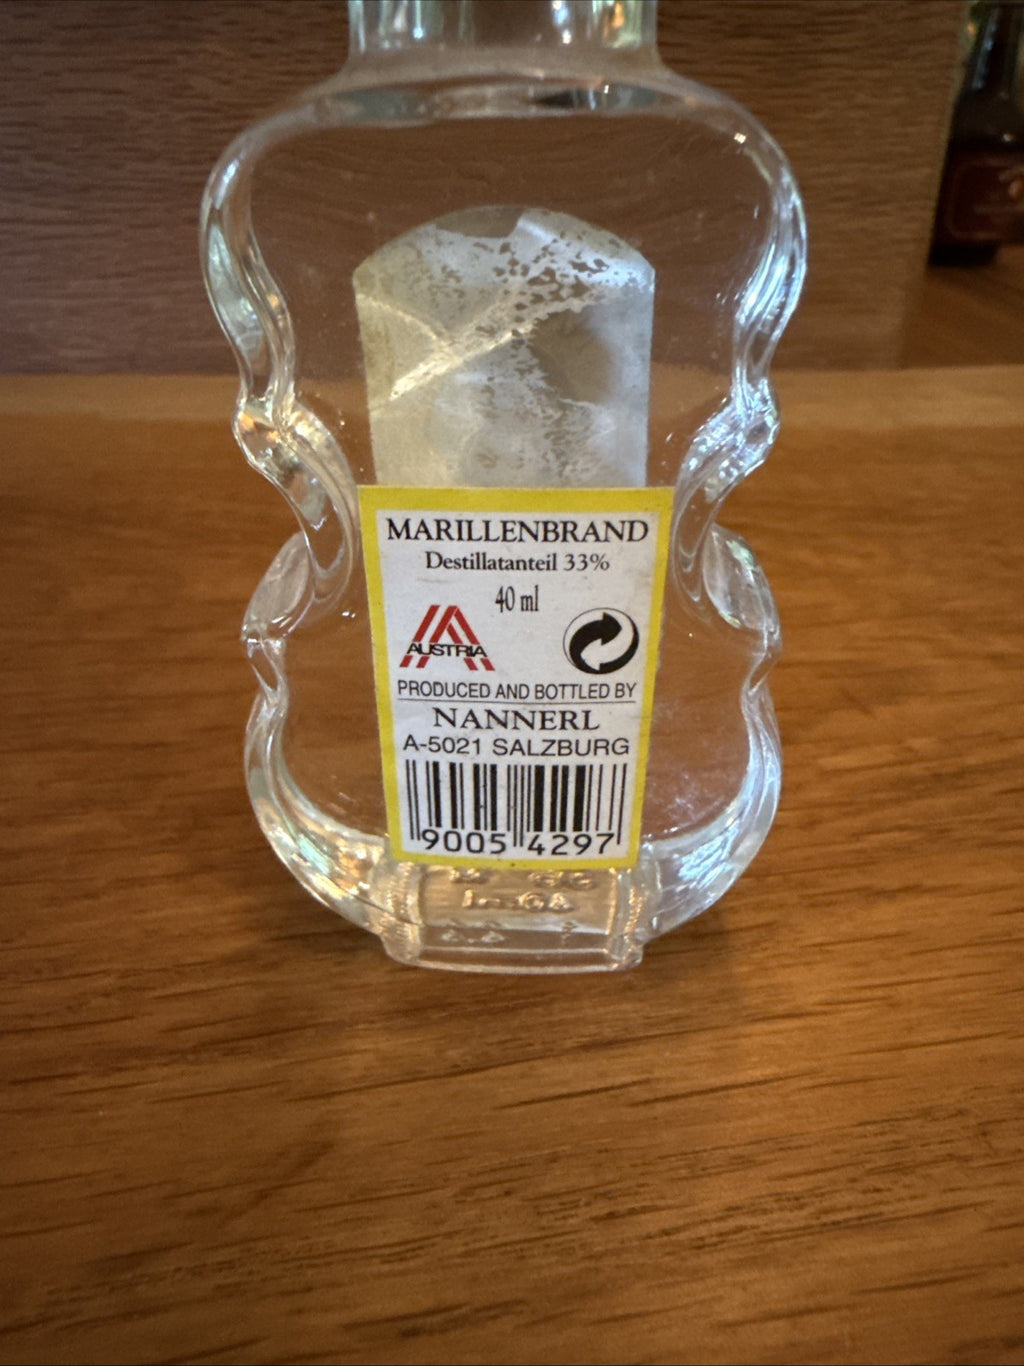 MARILLENBRAND
Destillatanteil 33%
40 ml
AUSTRIA
PRODUCED AND BOTTLED BY
NANNERL
A-5021 SALZBURG
9005 4297